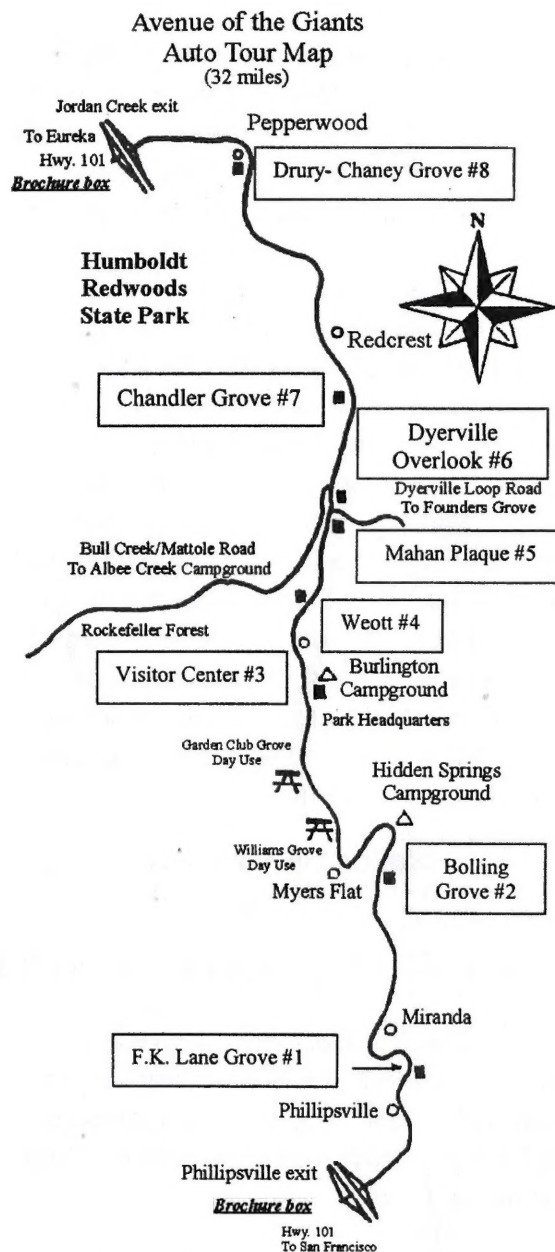 Avenue of the Giants
Auto Tour Map
(32 miles)
Jordan Creek exit
To Eureka
Hwy. 101
Brochure box
Pepperwood
Drury- Chaney Grove #8
Humboldt
Redwoods
State Park
N
Redcrest
Chandler Grove #7
Dyerville
Overlook #6
Dyerville Loop Road
To Founders Grove
Mahan Plaque #5
Bull Creek/Mattole Road
To Albee Creek Campground
Rockefeller Forest
Weott #4
Visitor Center #3
Burlington
Campground
Park Headquarters
Garden Club Grove
Day Use
Hidden Springs
Campground
Williams Grove
Day Use
Myers Flat
Bolling
Grove #2
Miranda
F.K. Lane Grove #1
Phillipsville
Phillipsville exit
Brochure box
Hwy. 101
To San Francisco